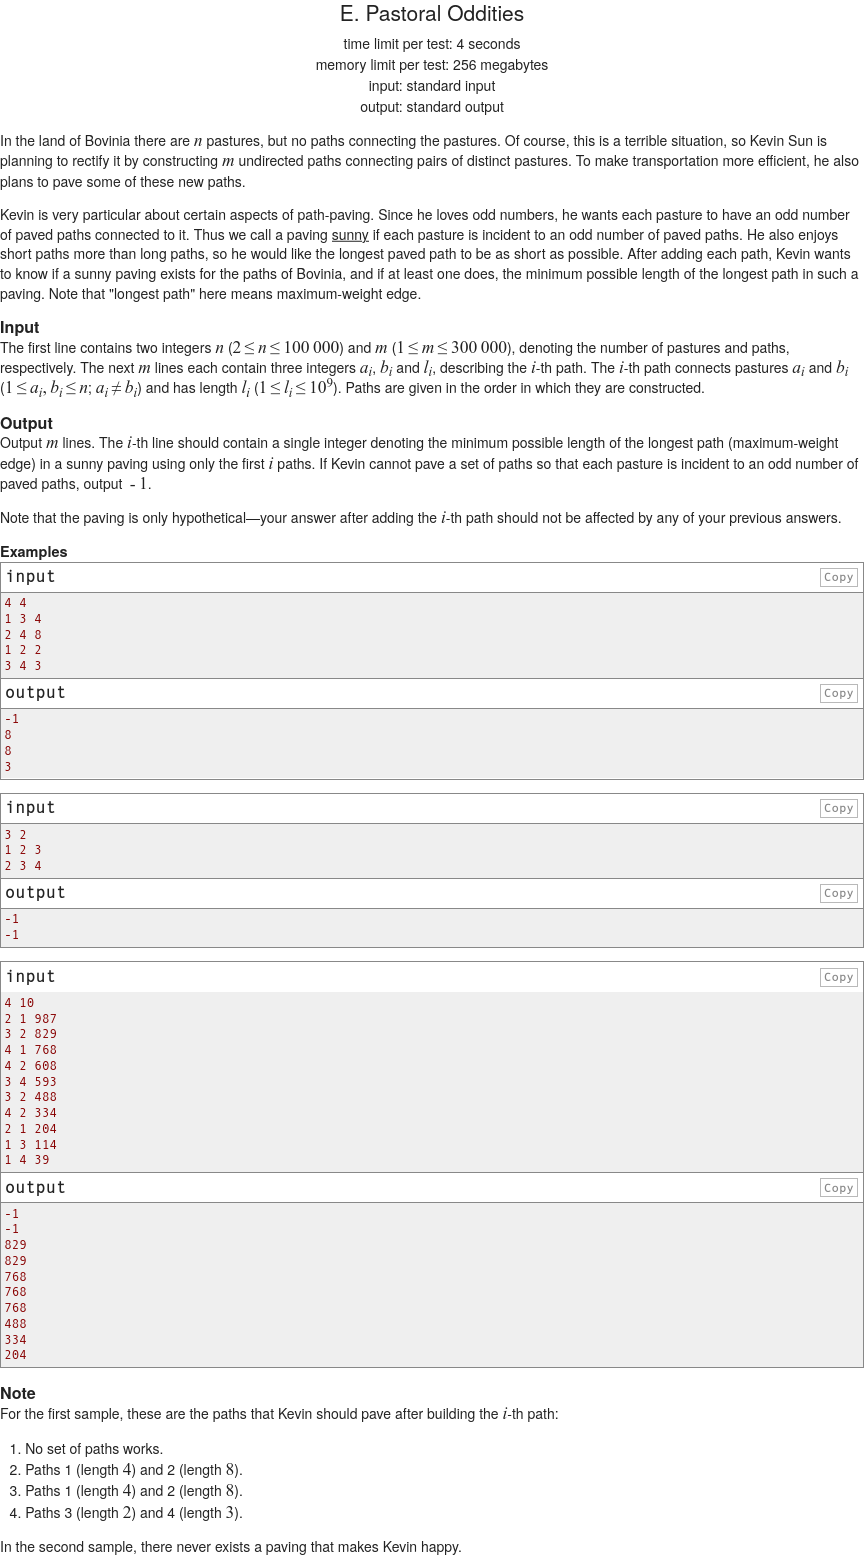 E. Pastoral Oddities
time limit per test: 4 seconds
memory limit per test: 256 megabytes
input: standard input
output: standard output
In the land of Bovinia there are n pastures, but no paths connecting the pastures. Of course, this is a terrible situation, so Kevin Sun is
planning to rectify it by constructing m undirected paths connecting pairs of distinct pastures. To make transportation more efficient, he also
plans to pave some of these new paths.
Kevin is very particular about certain aspects of path-paving. Since he loves odd numbers, he wants each pasture to have an odd number
of paved paths connected to it. Thus we call a paving sunny if each pasture is incident to an odd number of paved paths. He also enjoys
short paths more than long paths, so he would like the longest paved path to be as short as possible. After adding each path, Kevin wants
to know if a sunny paving exists for the paths of Bovinia, and if at least one does, the minimum possible length of the longest path in such a
paving. Note that "longest path" here means maximum-weight edge.
Input
The first line contains two integers n (2 ≤ n ≤ 100 000) and m (1 ≤ m ≤ 300 000), denoting the number of pastures and paths,
respectively. The next m lines each contain three integers a_i, b_i and l_i, describing the i-th path. The i-th path connects pastures a_i and b_i
(1 ≤ a_i, b_i ≤ n; a_i ≠ b_i) and has length l_i (1 ≤ l_i ≤ 10^9). Paths are given in the order in which they are constructed.
Output
Output m lines. The i-th line should contain a single integer denoting the minimum possible length of the longest path (maximum-weight
edge) in a sunny paving using only the first i paths. If Kevin cannot pave a set of paths so that each pasture is incident to an odd number of
paved paths, output - 1.
Note that the paving is only hypothetical—your answer after adding the i-th path should not be affected by any of your previous answers.
Examples
input Copy
4 4
1 3 4
2 4 8
1 2 2
3 4 3
output Copy
-1
8
8
3
input Copy
3 2
1 2 3
2 3 4
output Copy
-1
-1
input Copy
4 10
2 1 987
3 2 829
4 1 768
4 2 608
3 4 593
3 2 488
4 2 334
2 1 204
1 3 114
1 4 39
output Copy
-1
-1
829
829
768
768
768
488
334
204
Note
For the first sample, these are the paths that Kevin should pave after building the i-th path:
1. No set of paths works.
2. Paths 1 (length 4) and 2 (length 8).
3. Paths 1 (length 4) and 2 (length 8).
4. Paths 3 (length 2) and 4 (length 3).
In the second sample, there never exists a paving that makes Kevin happy.